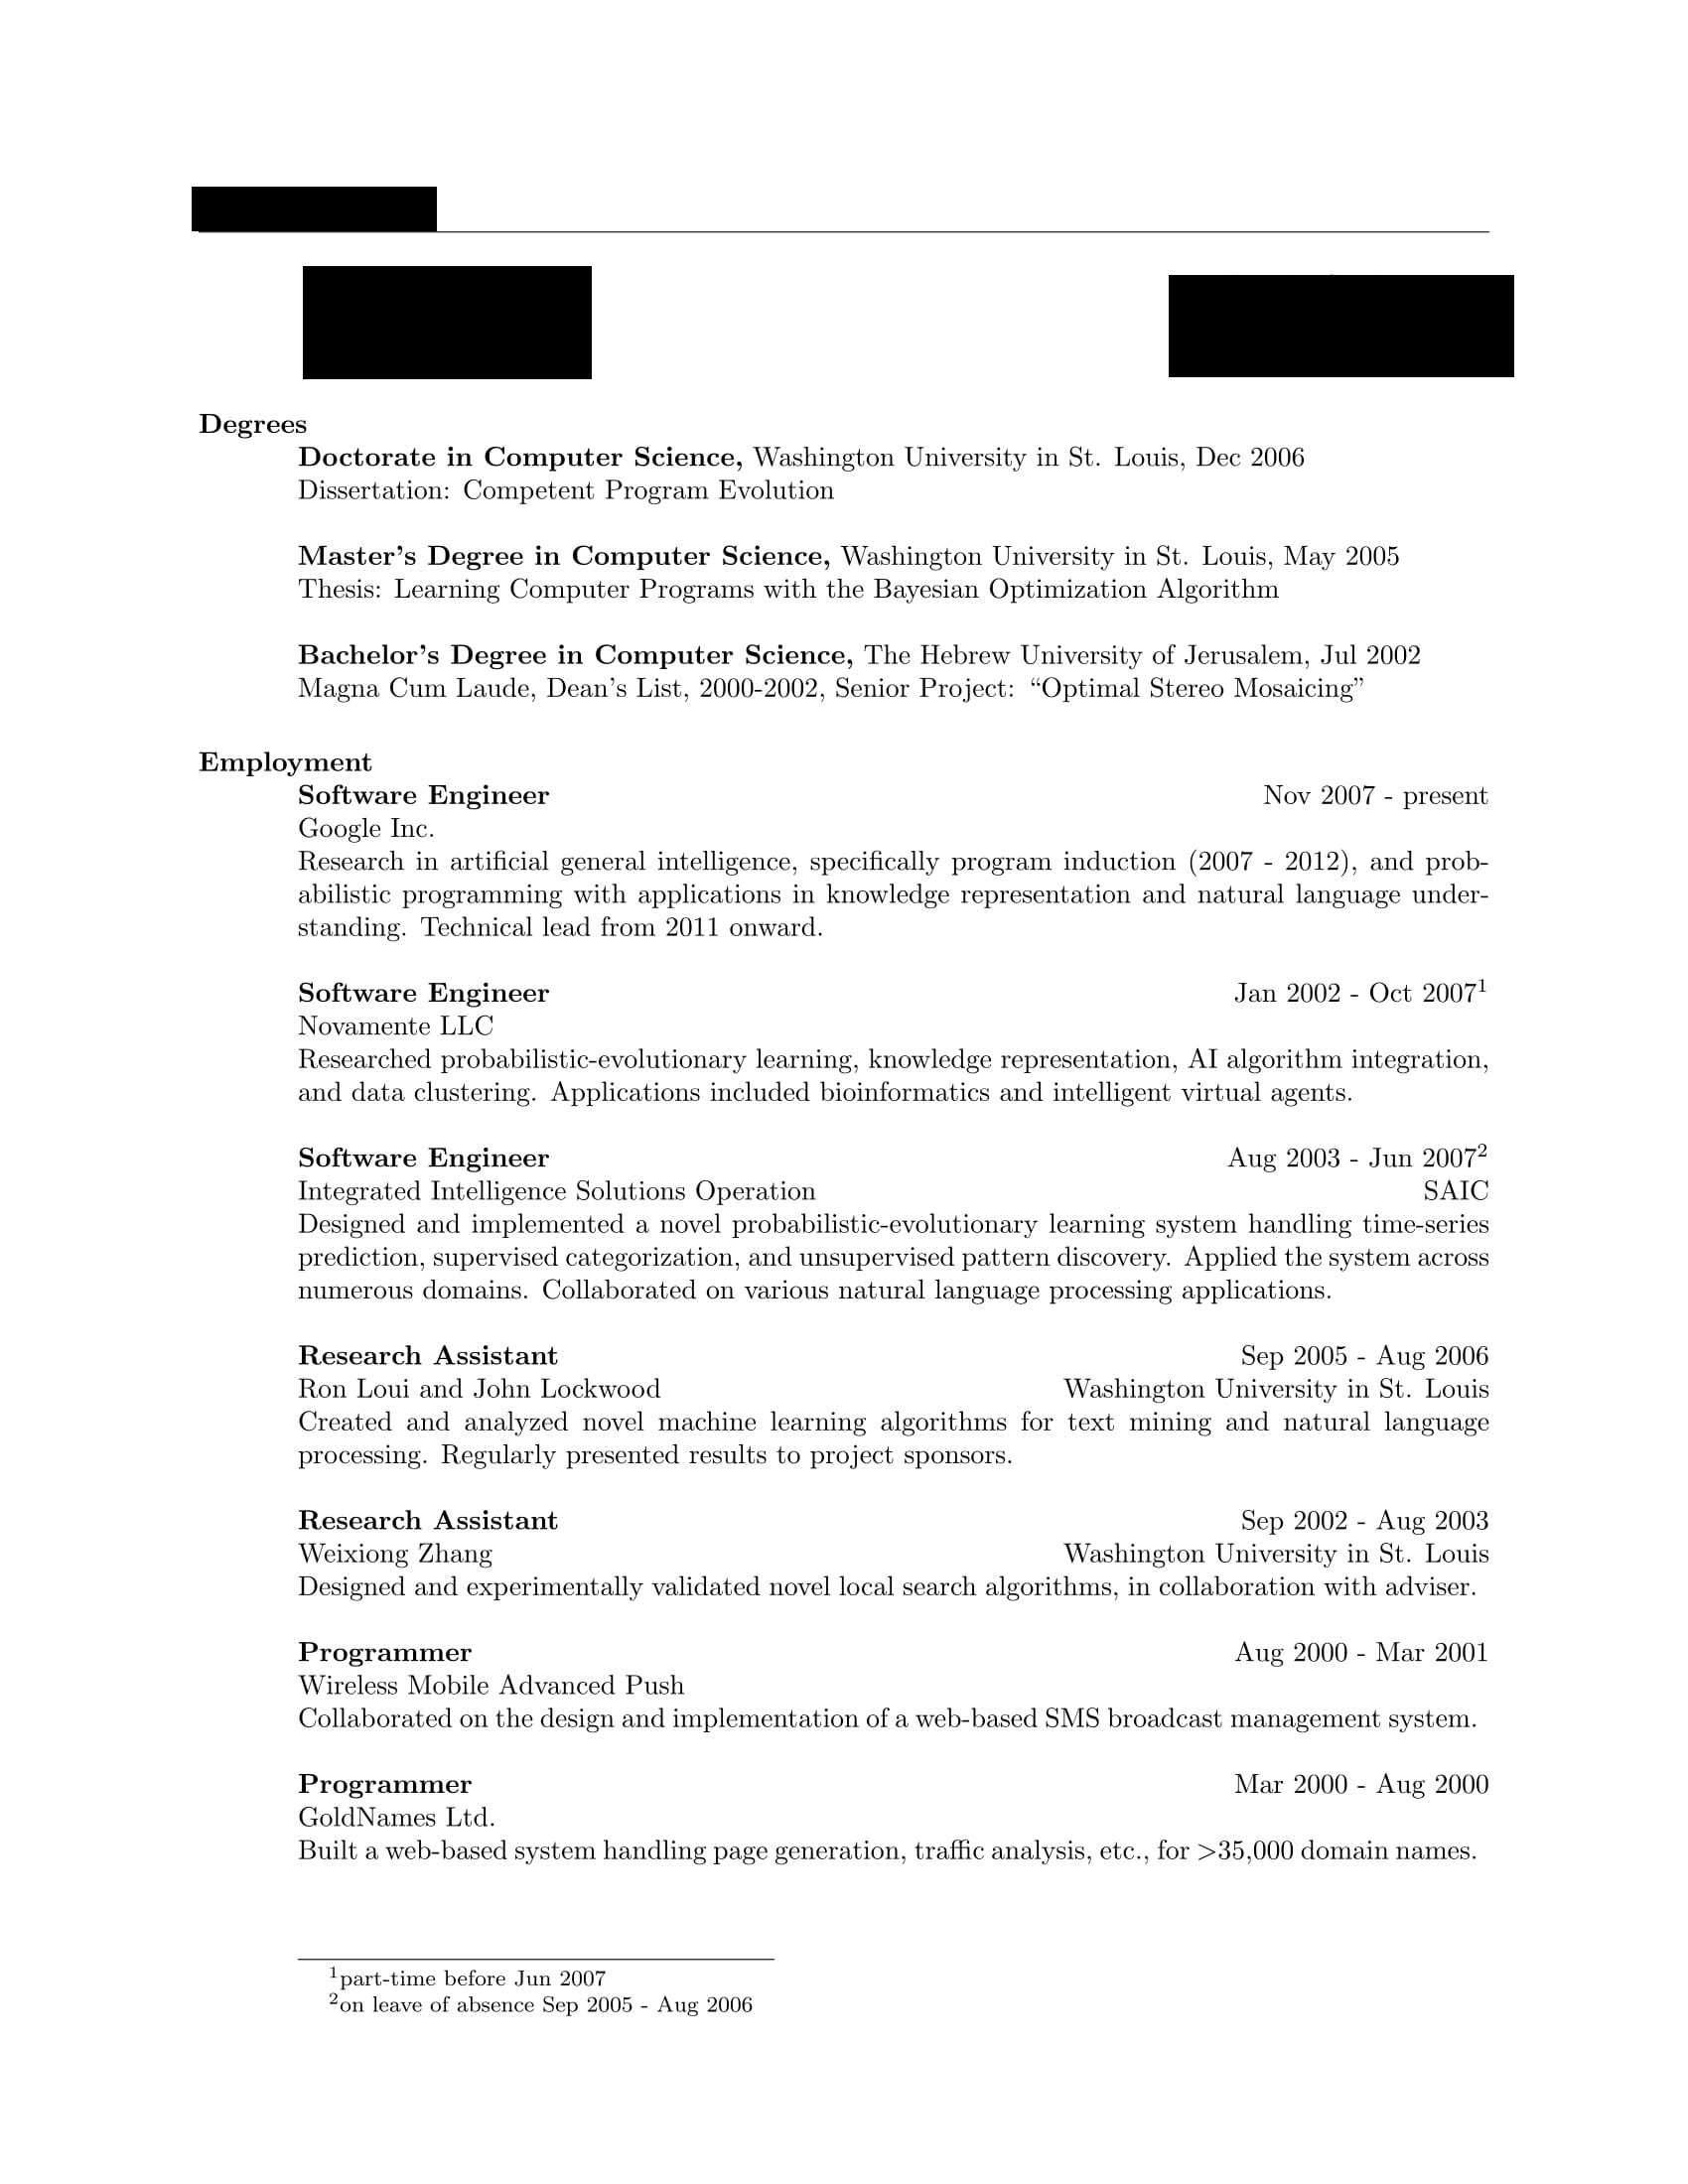 Degrees
Doctorate in Computer Science, Washington University in St. Louis, Dec 2006
Dissertation: Competent Program Evolution
Master's Degree in Computer Science, Washington University in St. Louis, May 2005
Thesis: Learning Computer Programs with the Bayesian Optimization Algorithm
Bachelor's Degree in Computer Science, The Hebrew University of Jerusalem, Jul 2002
Magna Cum Laude, Dean's List, 2000-2002, Senior Project: “Optimal Stereo Mosaicing”
Employment
Software Engineer Nov 2007 - present
Google Inc.
Research in artificial general intelligence, specifically program induction (2007 - 2012), and prob-
abilistic programming with applications in knowledge representation and natural language under-
standing. Technical lead from 2011 onward.
Software Engineer Jan 2002 - Oct 2007¹
Novamente LLC
Researched probabilistic-evolutionary learning, knowledge representation, AI algorithm integration,
and data clustering. Applications included bioinformatics and intelligent virtual agents.
Software Engineer Aug 2003 - Jun 2007²
Integrated Intelligence Solutions Operation SAIC
Designed and implemented a novel probabilistic-evolutionary learning system handling time-series
prediction, supervised categorization, and unsupervised pattern discovery. Applied the system across
numerous domains. Collaborated on various natural language processing applications.
Research Assistant Sep 2005 - Aug 2006
Ron Loui and John Lockwood Washington University in St. Louis
Created and analyzed novel machine learning algorithms for text mining and natural language
processing. Regularly presented results to project sponsors.
Research Assistant Sep 2002 - Aug 2003
Weixiong Zhang Washington University in St. Louis
Designed and experimentally validated novel local search algorithms, in collaboration with adviser.
Programmer Aug 2000 - Mar 2001
Wireless Mobile Advanced Push
Collaborated on the design and implementation of a web-based SMS broadcast management system.
Programmer Mar 2000 - Aug 2000
GoldNames Ltd.
Built a web-based system handling page generation, traffic analysis, etc., for >35,000 domain names.
¹part-time before Jun 2007
²on leave of absence Sep 2005 - Aug 2006